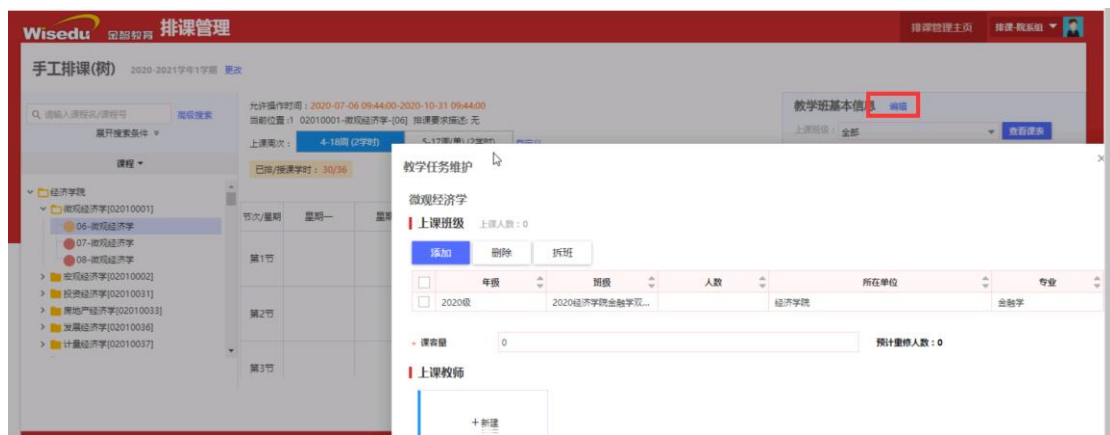 Wisedu 金智教育 排课管理 排课管理主页 排课-院系组
手工排课(树) 2020-2021学年1学期 更改
请输入课程名/课程号 高级搜索
展开搜索条件
课程
经济学院
微观经济学[02010001]
06-微观经济学
07-微观经济学
08-微观经济学
宏观经济学[02010002]
投资经济学[02010031]
房地产经济学[02010033]
发展经济学[02010036]
计量经济学[02010037]
允许操作时间：2020-07-06 09:44:00-2020-10-31 09:44:00
当前位置：1 02010001-微观经济学-[06] 排课要求描述: 无
上课周次： 4-18周 (2学时) 5-17周(单) (2学时)
已排/授课学时：30/36
节次/星期 星期一
第1节
第2节
第3节
教学班基本信息 编辑
上课班级：全部 查看课表
教学任务维护
微观经济学
上课班级 上课人数：0
添加 删除 拆班
年级 班级 人数 所在单位 专业
2020级 2020经济学院金融学双... 经济学院 金融学
* 课容量 0 预计重修人数：0
上课教师
+新建